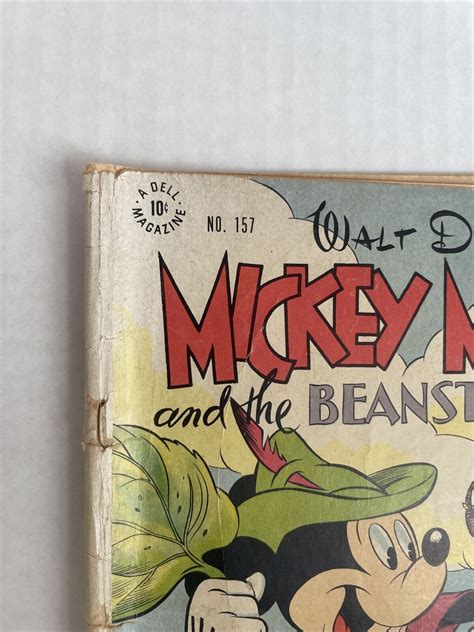 A DELL
10¢
MAGAZINE
NO. 157
WALT D
MICKEY M
and the BEANST